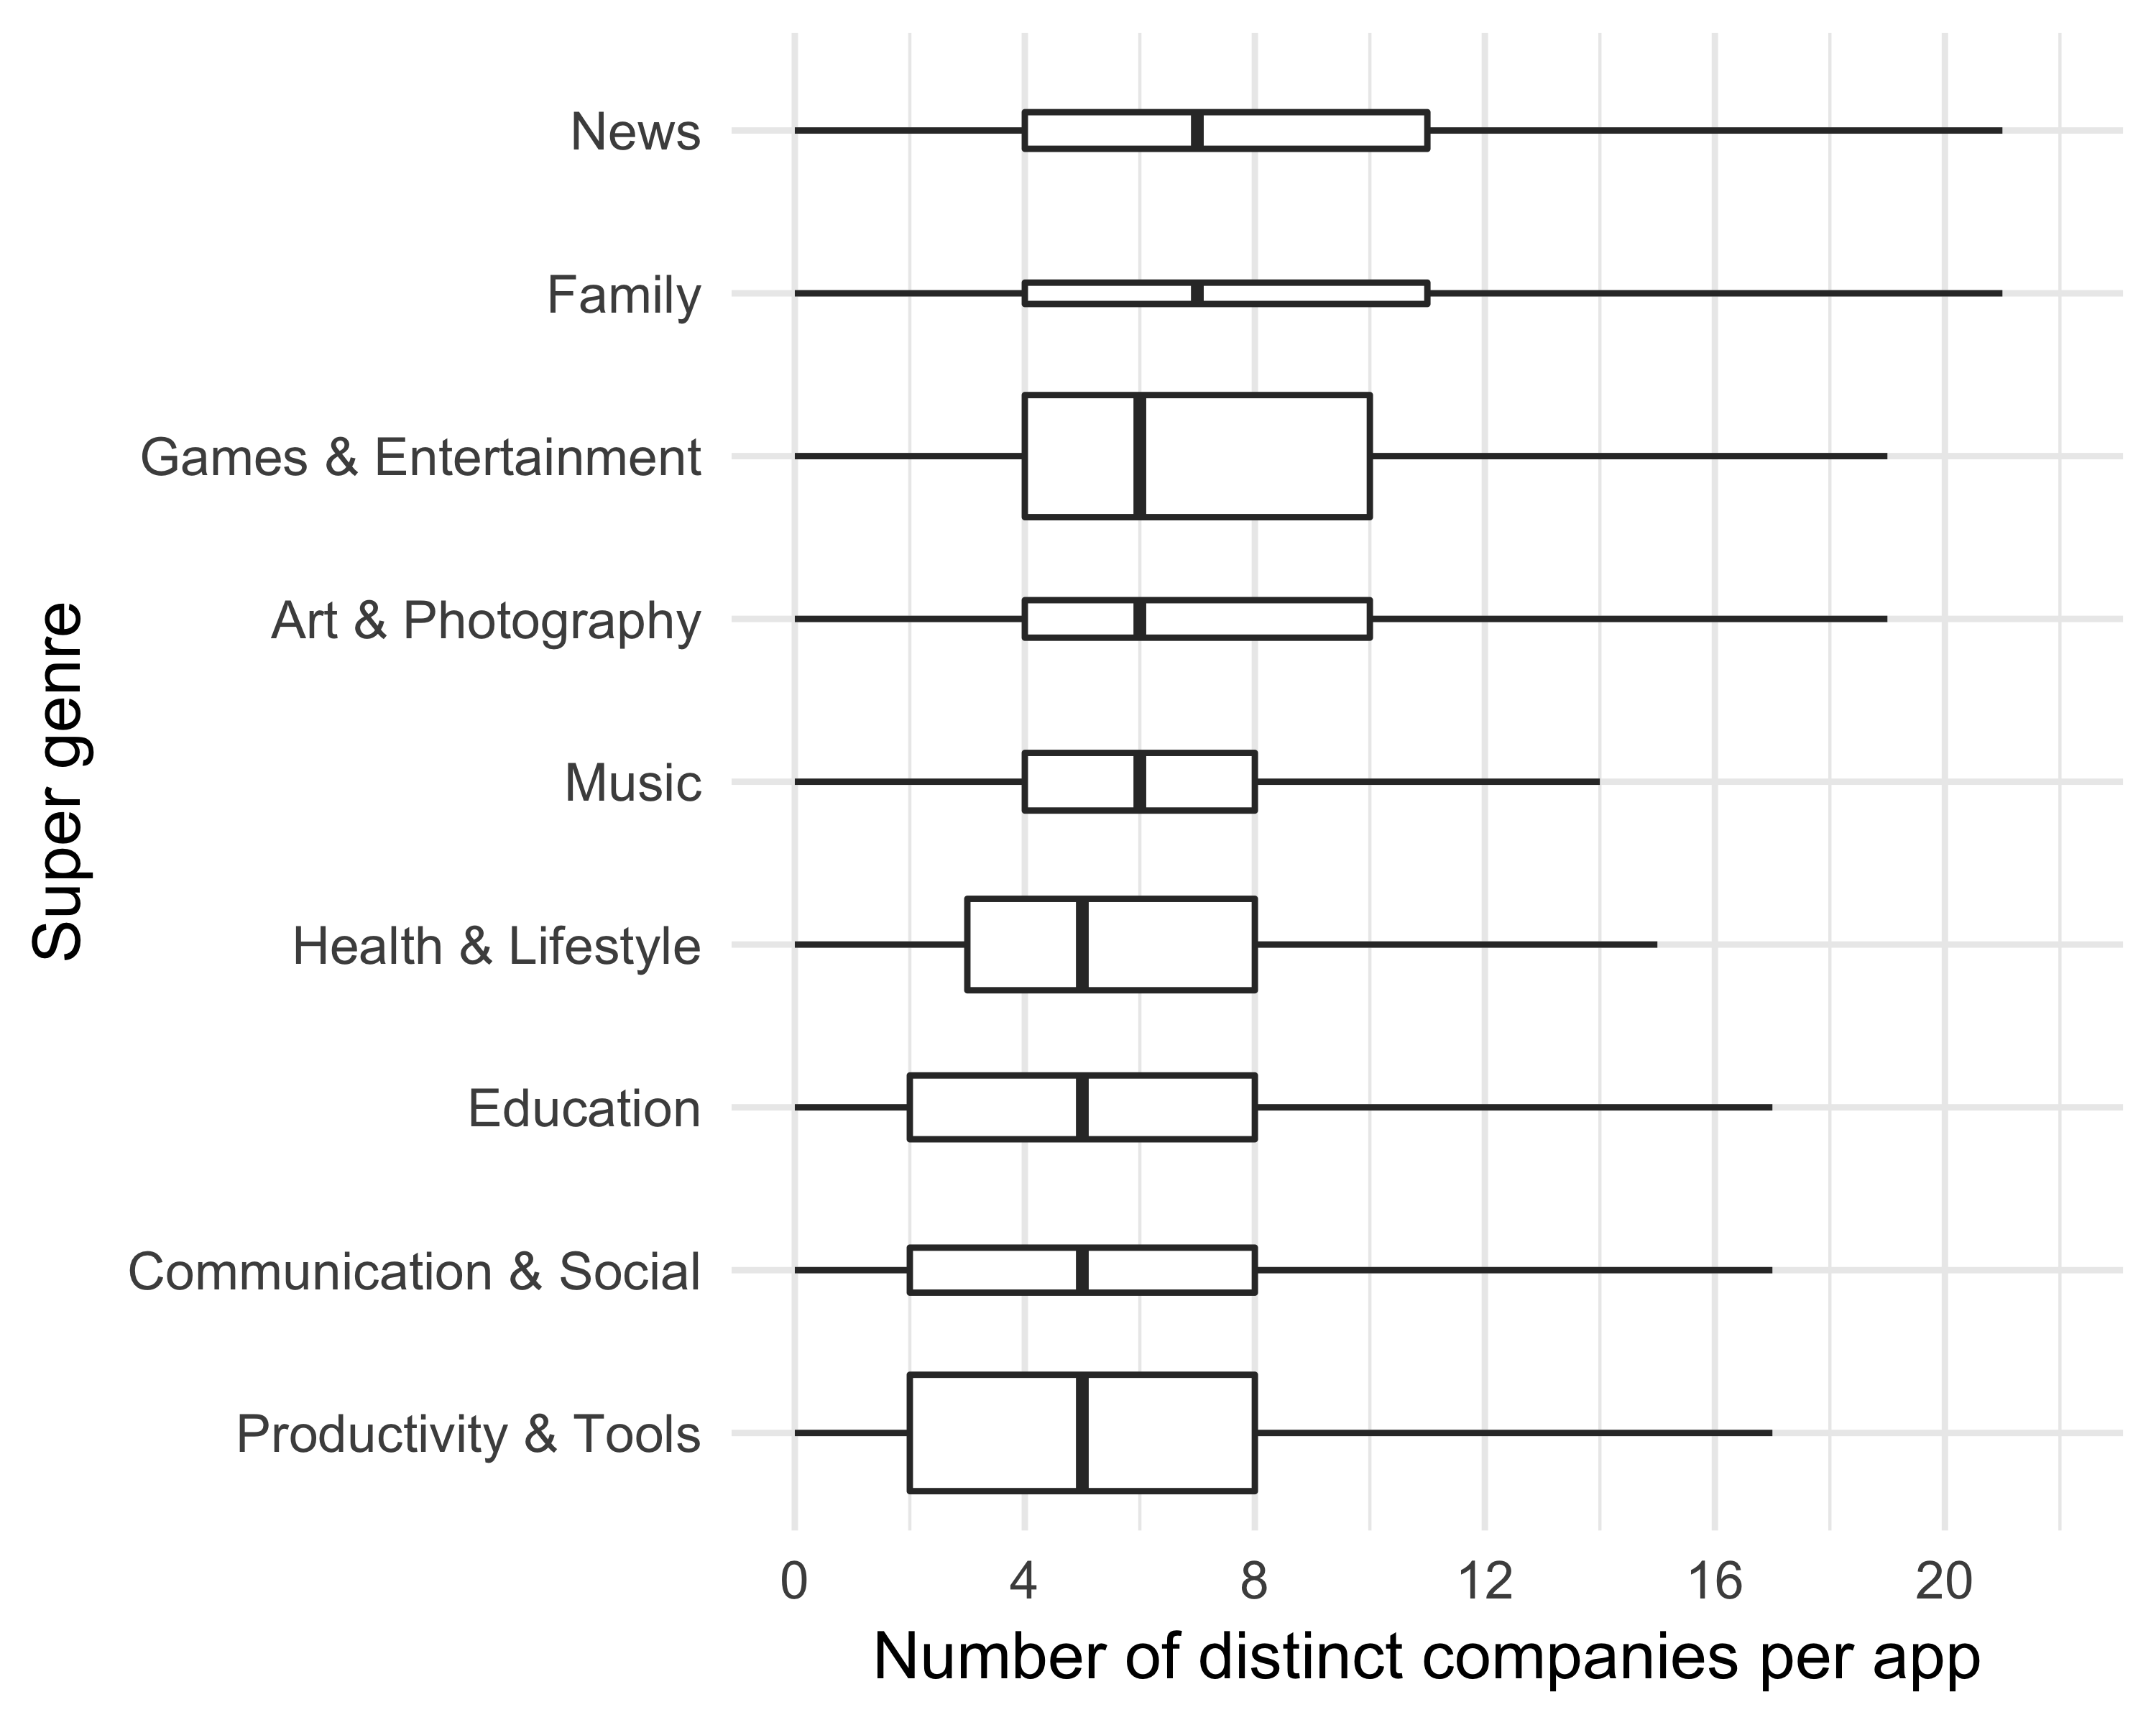 Super genre
News
Family
Games & Entertainment
Art & Photography
Music
Health & Lifestyle
Education
Communication & Social
Productivity & Tools
0 4 8 12 16 20
Number of distinct companies per app